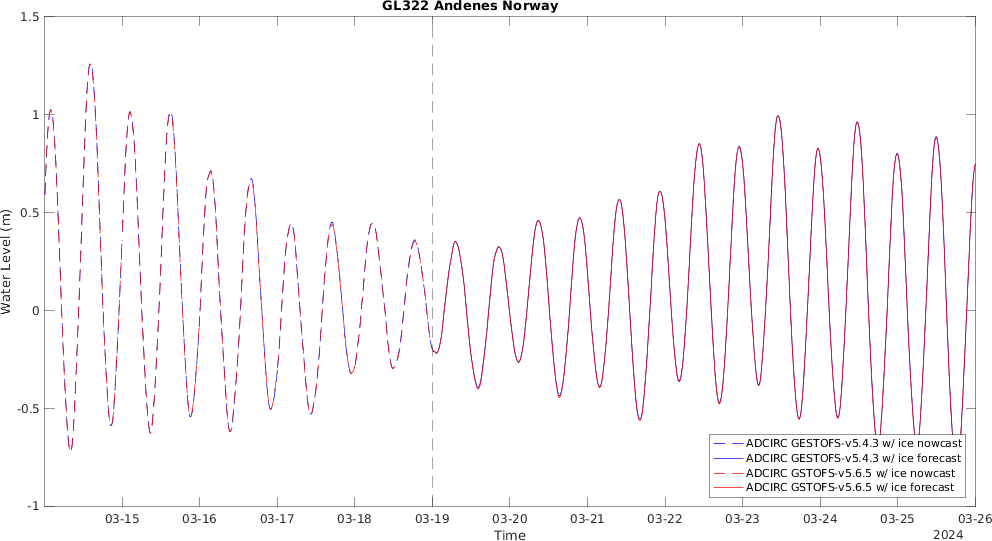 GL322 Andenes Norway
1.5
1
0.5
0
-0.5
-1
Water Level (m)
ADCIRC GESTOFS-v5.4.3 w/ ice nowcast
ADCIRC GESTOFS-v5.4.3 w/ ice forecast
ADCIRC GSTOFS-v5.6.5 w/ ice nowcast
ADCIRC GSTOFS-v5.6.5 w/ ice forecast
03-15 03-16 03-17 03-18 03-19 03-20 03-21 03-22 03-23 03-24 03-25 03-26
Time
2024